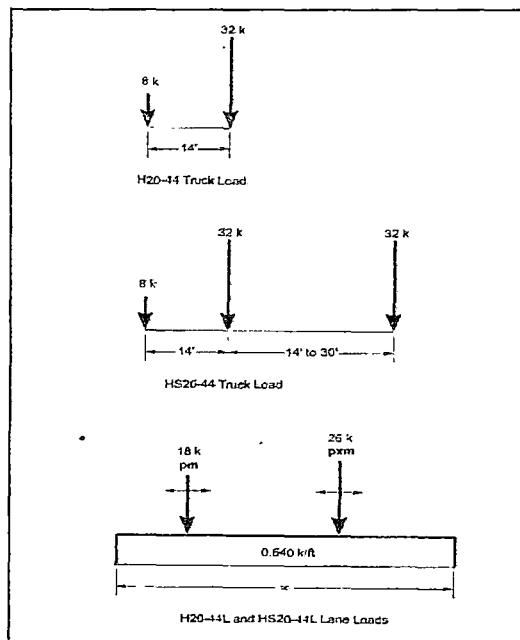 32 k
8 k
14'
H20-44 Truck Load
32 k
32 k
8 k
14'
14' to 30'
HS20-44 Truck Load
18 k
pm
26 k
pxm
0.640 k/ft
H20-44L and HS20-44L Lane Loads